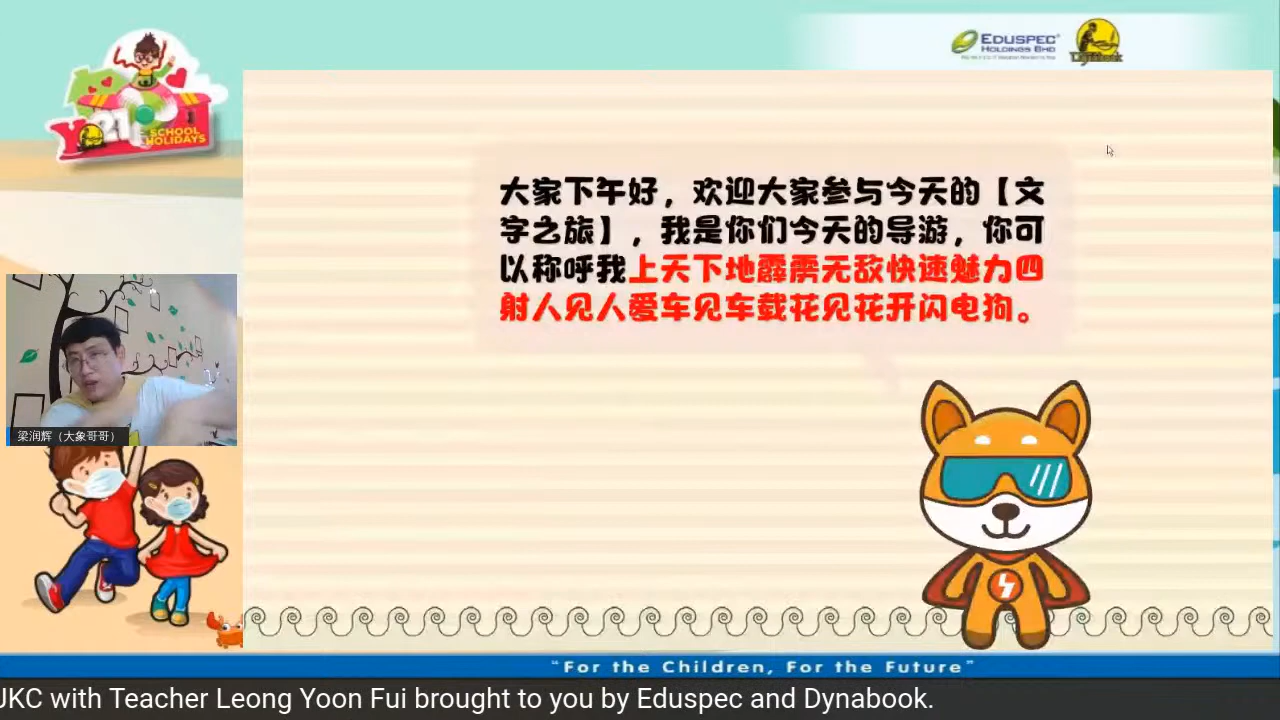 EDUSPEC
HOLDINGS BHD
Dynabook
Y 21
SCHOOL
HOLIDAYS
大家下午好，欢迎大家参与今天的【文
字之旅】，我是你们今天的导游，你可
以称呼我上天下地霹雳无敌快速魅力四
射人见人爱车见车载花见花开闪电狗。
梁润辉（大象哥哥）
“For the Children, For the Future”
JKC with Teacher Leong Yoon Fui brought to you by Eduspec and Dynabook.